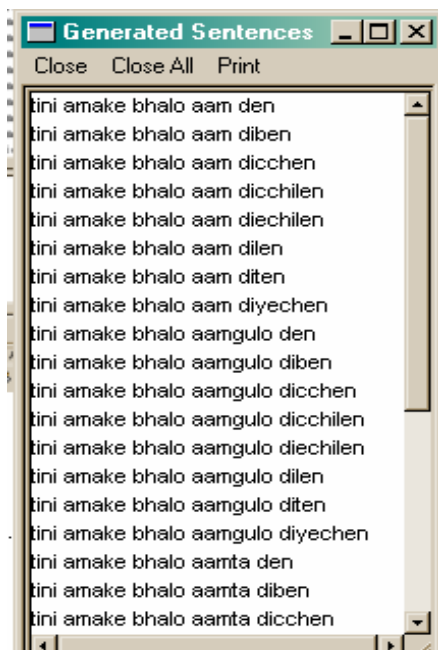 Generated Sentences
Close Close All Print
tini amake bhalo aam den
tini amake bhalo aam diben
tini amake bhalo aam dicchen
tini amake bhalo aam dicchilen
tini amake bhalo aam diechilen
tini amake bhalo aam dilen
tini amake bhalo aam diten
tini amake bhalo aam diyechen
tini amake bhalo aamgulo den
tini amake bhalo aamgulo diben
tini amake bhalo aamgulo dicchen
tini amake bhalo aamgulo dicchilen
tini amake bhalo aamgulo diechilen
tini amake bhalo aamgulo dilen
tini amake bhalo aamgulo diten
tini amake bhalo aamgulo diyechen
tini amake bhalo aamta den
tini amake bhalo aamta diben
tini amake bhalo aamta dicchen